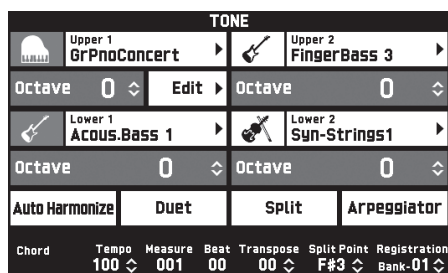 TONE
Upper 1
GrPnoConcert
Upper 2
FingerBass 3
Octave 0 Edit
Octave 0
Lower 1
Acous.Bass 1
Lower 2
Syn-Strings1
Octave 0
Octave 0
Auto Harmonize Duet Split Arpeggiator
Chord Tempo Measure Beat Transpose Split Point Registration
100 001 00 00 F#3 Bank-01